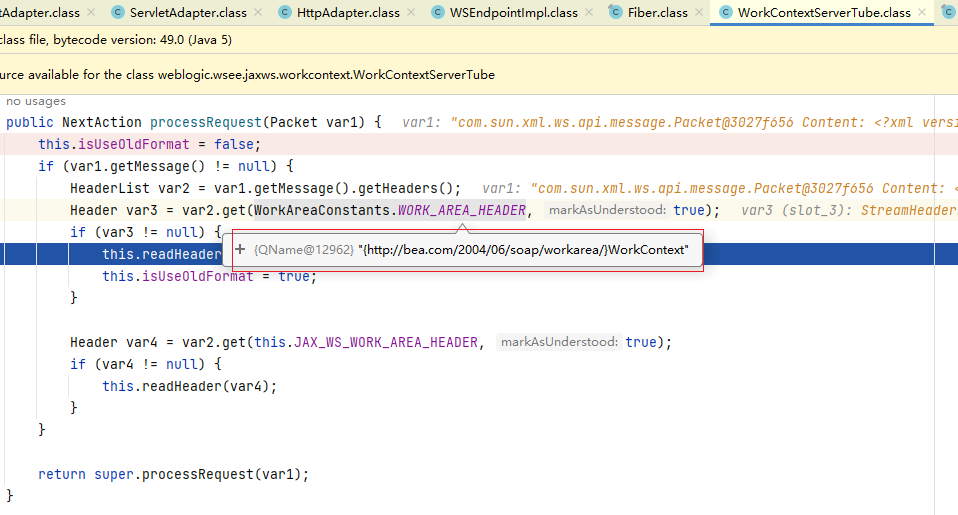 tAdapter.class ServletAdapter.class HttpAdapter.class WSEndpointImpl.class Fiber.class WorkContextServerTube.class
class file, bytecode version: 49.0 (Java 5)
urce available for the class weblogic.wsee.jaxws.workcontext.WorkContextServerTube
no usages
public NextAction processRequest(Packet var1) { var1: "com.sun.xml.ws.api.message.Packet@3027f656 Content: <?xml versi
this.isUseOldFormat = false;
if (var1.getMessage() != null) {
HeaderList var2 = var1.getMessage().getHeaders(); var1: "com.sun.xml.ws.api.message.Packet@3027f656 Content: <
Header var3 = var2.get(WorkAreaConstants.WORK_AREA_HEADER, markAsUnderstood: true); var3 (slot_3): StreamHeader
if (var3 != null) {
+ {QName@12962} "{http://bea.com/2004/06/soap/workarea/}WorkContext"
this.readHeader
this.isUseOldFormat = true;
}
Header var4 = var2.get(this.JAX_WS_WORK_AREA_HEADER, markAsUnderstood: true);
if (var4 != null) {
this.readHeader(var4);
}
}
return super.processRequest(var1);
}